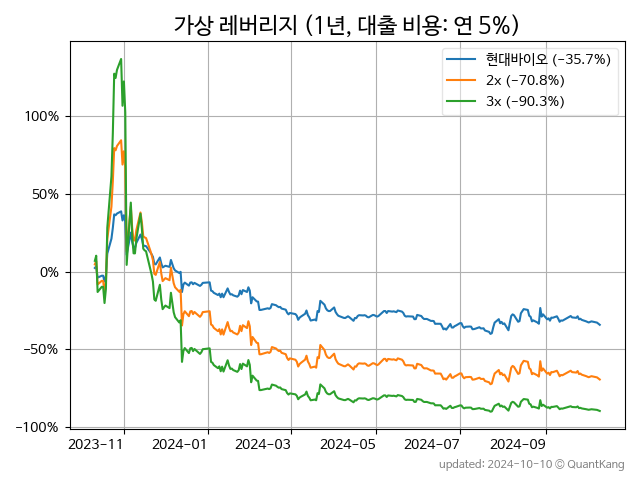 가상 레버리지 (1년, 대출 비용: 연 5%)
현대바이오 (-35.7%)
2x (-70.8%)
3x (-90.3%)
100%
50%
0%
−50%
−100%
2023-11 2024-01 2024-03 2024-05 2024-07 2024-09
updated: 2024-10-10 © QuantKang